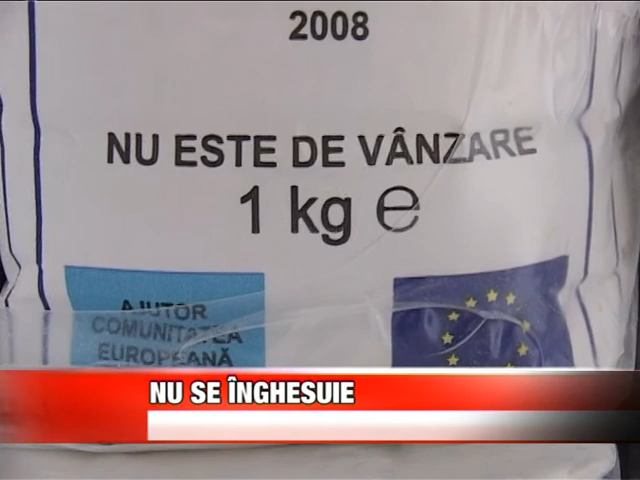 2008
NU ESTE DE VÂNZARE
1 kg ℮
AJUTOR
COMUNITATEA
EUROPEANĂ
NU SE ÎNGHESUIE